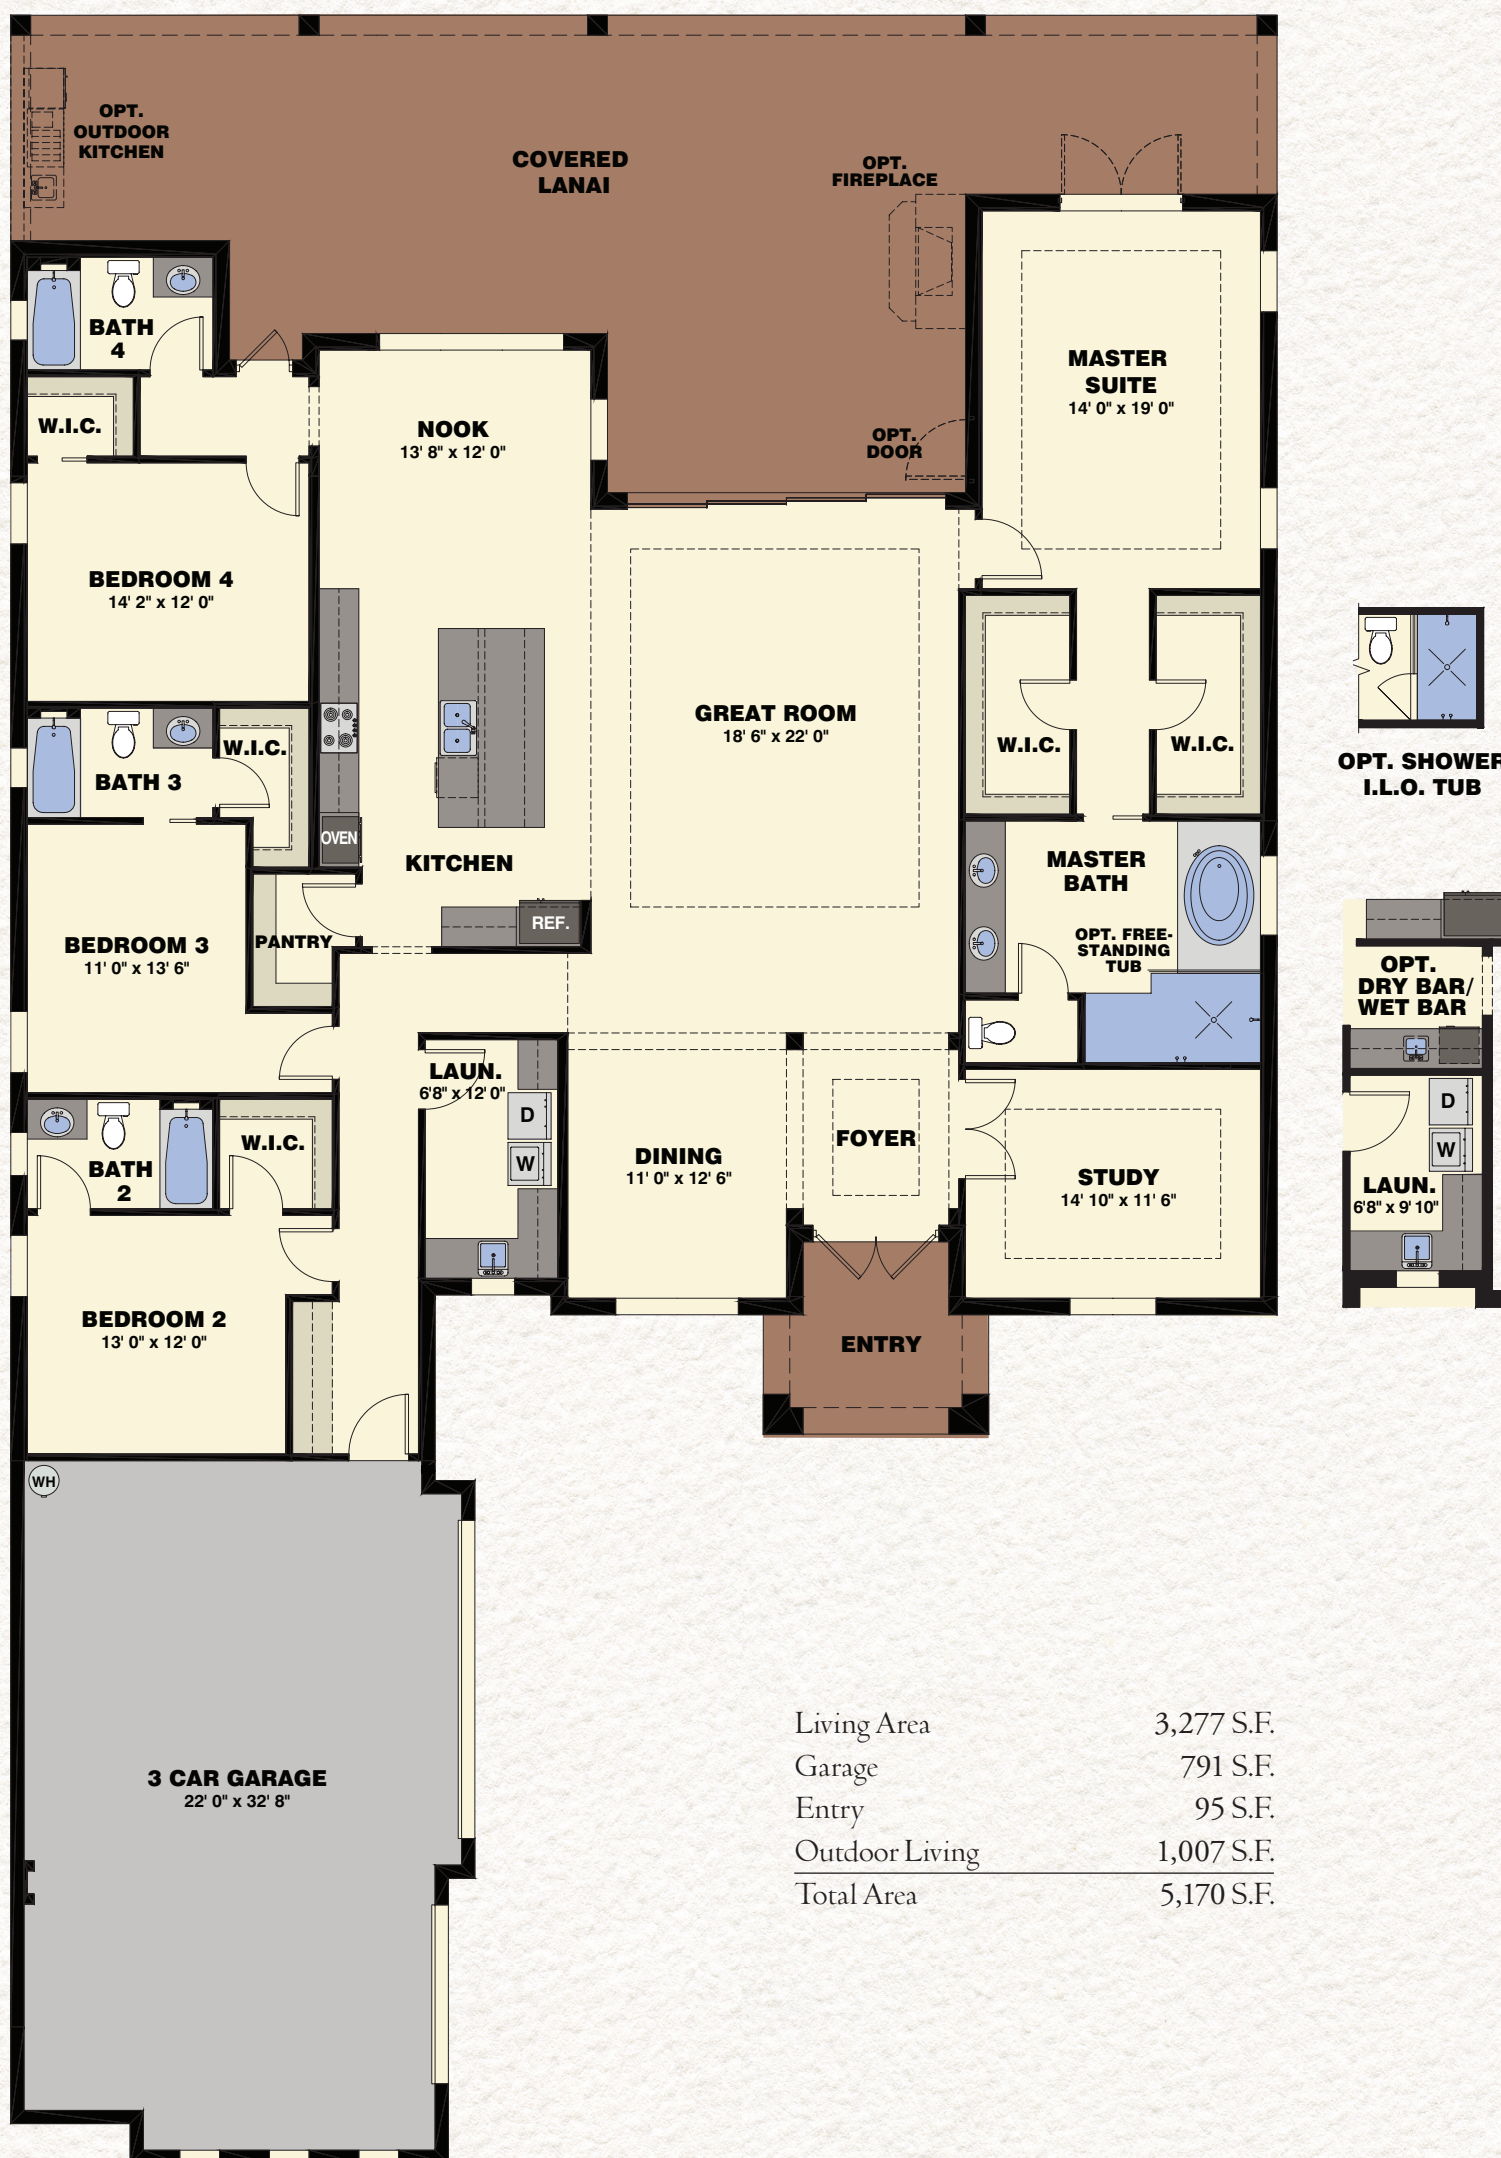 OPT.
OUTDOOR
KITCHEN
COVERED
LANAI
OPT.
FIREPLACE
BATH
4
W.I.C.
NOOK
13' 8" x 12' 0"
OPT.
DOOR
MASTER
SUITE
14' 0" x 19' 0"
BEDROOM 4
14' 2" x 12' 0"
GREAT ROOM
18' 6" x 22' 0"
W.I.C.
W.I.C.
W.I.C.
BATH 3
OVEN
KITCHEN
REF.
MASTER
BATH
OPT. FREE-
STANDING
TUB
BEDROOM 3
11' 0" x 13' 6"
PANTRY
LAUN.
6'8" x 12' 0"
D
W
BATH
2
W.I.C.
DINING
11' 0" x 12' 6"
FOYER
STUDY
14' 10" x 11' 6"
BEDROOM 2
13' 0" x 12' 0"
ENTRY
WH
3 CAR GARAGE
22' 0" x 32' 8"
OPT. SHOWER
I.L.O. TUB
OPT.
DRY BAR/
WET BAR
D
W
LAUN.
6'8" x 9' 10"
Living Area 3,277 S.F.
Garage 791 S.F.
Entry 95 S.F.
Outdoor Living 1,007 S.F.
Total Area 5,170 S.F.